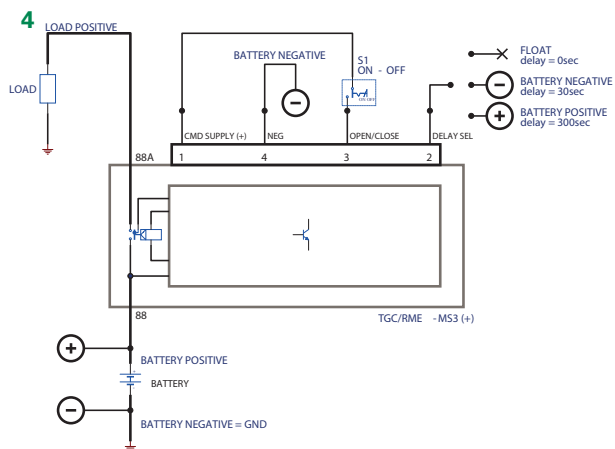 4
LOAD POSITIVE
LOAD
BATTERY NEGATIVE
S1
ON - OFF
ON OFF
FLOAT
delay = 0sec
BATTERY NEGATIVE
delay = 30sec
BATTERY POSITIVE
delay = 300sec
CMD SUPPLY (+)
NEG
OPEN/CLOSE
DELAY SEL
88A
1
4
3
2
88
TGC/RME - MS3 (+)
BATTERY POSITIVE
BATTERY
BATTERY NEGATIVE = GND